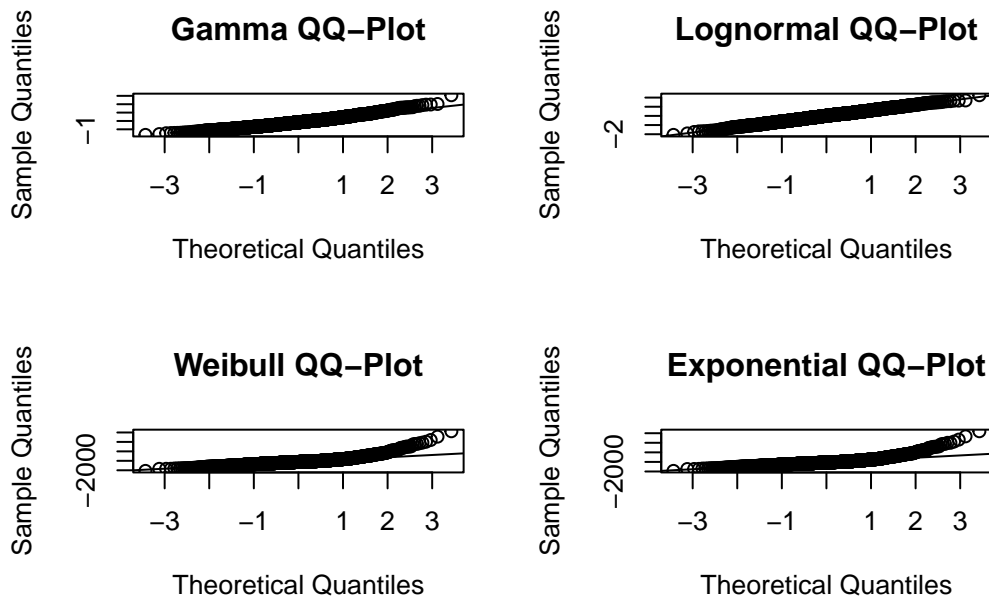 Gamma QQ−Plot
Sample Quantiles
−1
−3 −1 1 2 3
Theoretical Quantiles
Lognormal QQ−Plot
Sample Quantiles
−2
−3 −1 1 2 3
Theoretical Quantiles
Weibull QQ−Plot
Sample Quantiles
−2000
−3 −1 1 2 3
Theoretical Quantiles
Exponential QQ−Plot
Sample Quantiles
−2000
−3 −1 1 2 3
Theoretical Quantiles